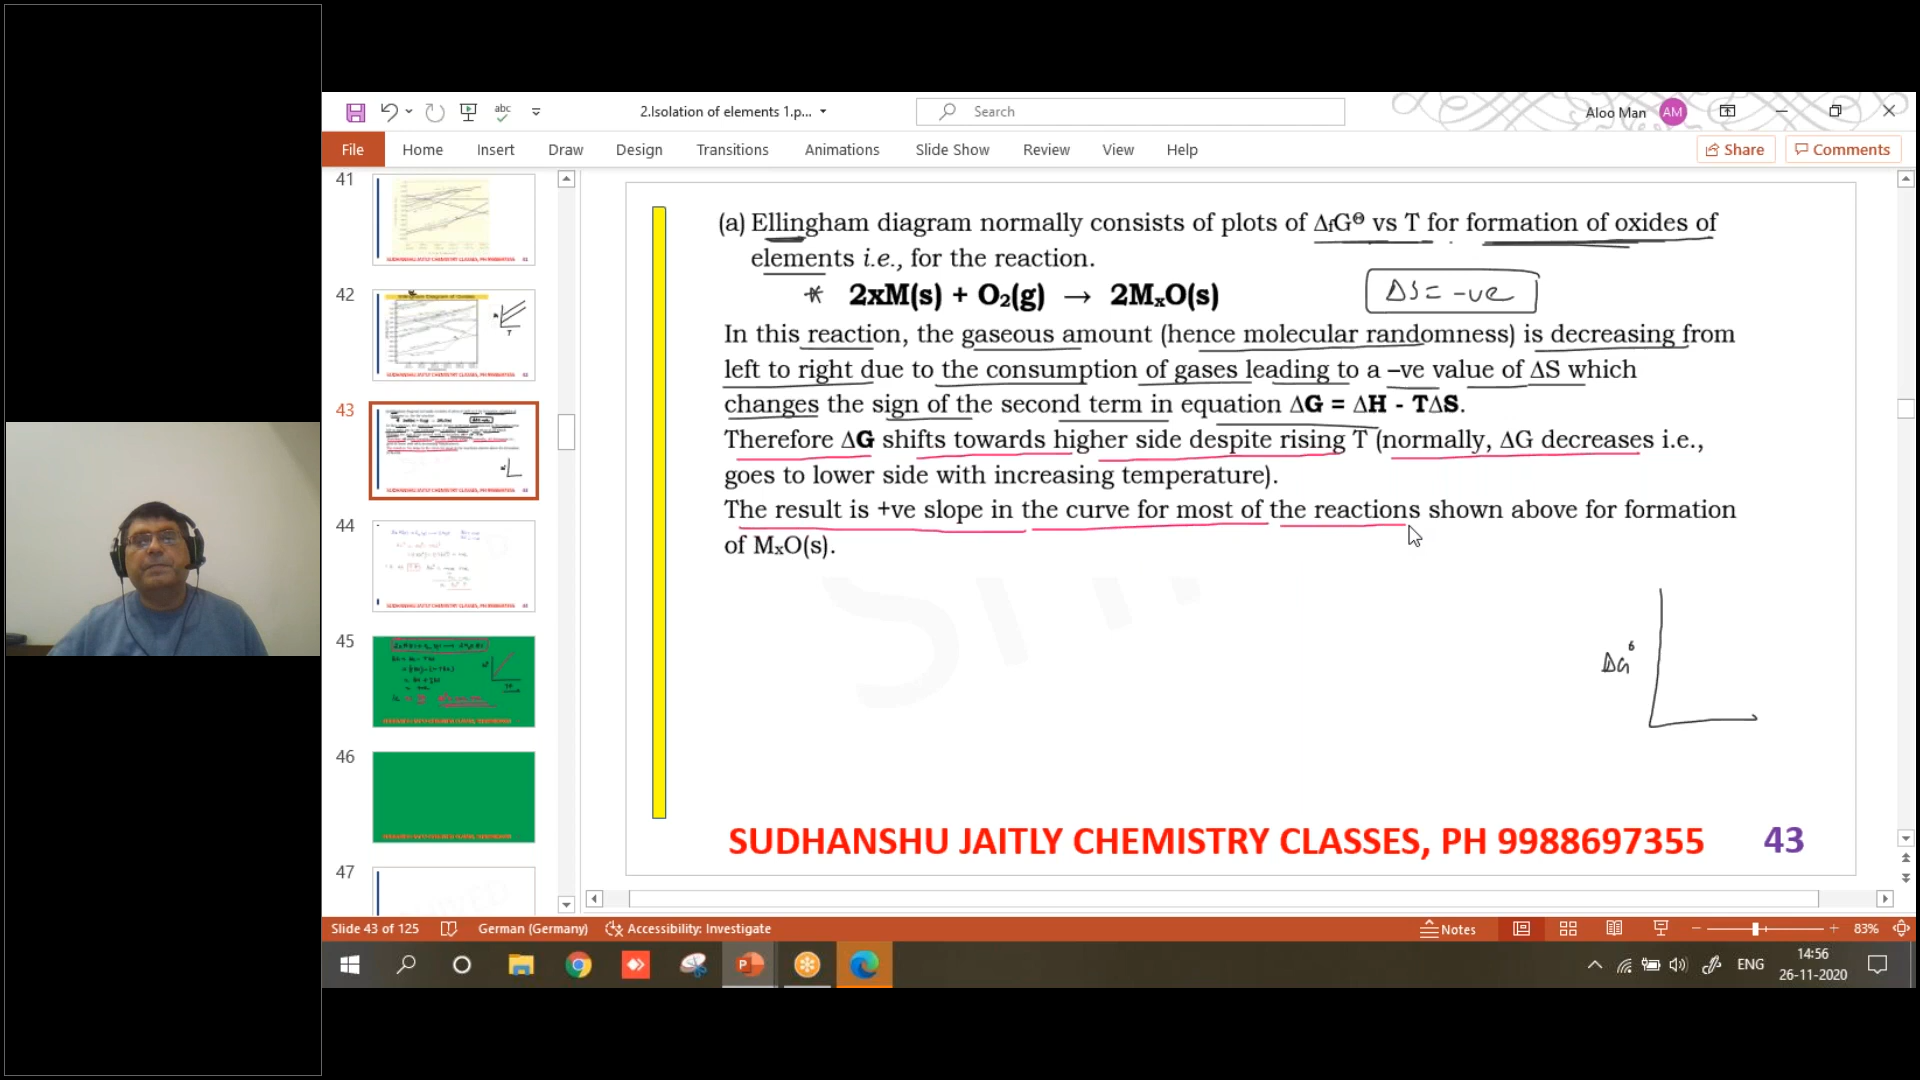 2.Isolation of elements 1.p...
Search
Aloo Man
AM
File
Home
Insert
Draw
Design
Transitions
Animations
Slide Show
Review
View
Help
Share
Comments
41
42
43
44
45
46
47
(a) Ellingham diagram normally consists of plots of ΔfG⊖ vs T for formation of oxides of
elements i.e., for the reaction.
* 2xM(s) + O₂(g) → 2MₓO(s)
ΔS = -ve
In this reaction, the gaseous amount (hence molecular randomness) is decreasing from
left to right due to the consumption of gases leading to a –ve value of ΔS which
changes the sign of the second term in equation ΔG = ΔH - TΔS.
Therefore ΔG shifts towards higher side despite rising T (normally, ΔG decreases i.e.,
goes to lower side with increasing temperature).
The result is +ve slope in the curve for most of the reactions shown above for formation
of MₓO(s).
ΔG°
SUDHANSHU JAITLY CHEMISTRY CLASSES, PH 9988697355
43
Slide 43 of 125
German (Germany)
Accessibility: Investigate
Notes
83%
ENG
14:56
26-11-2020